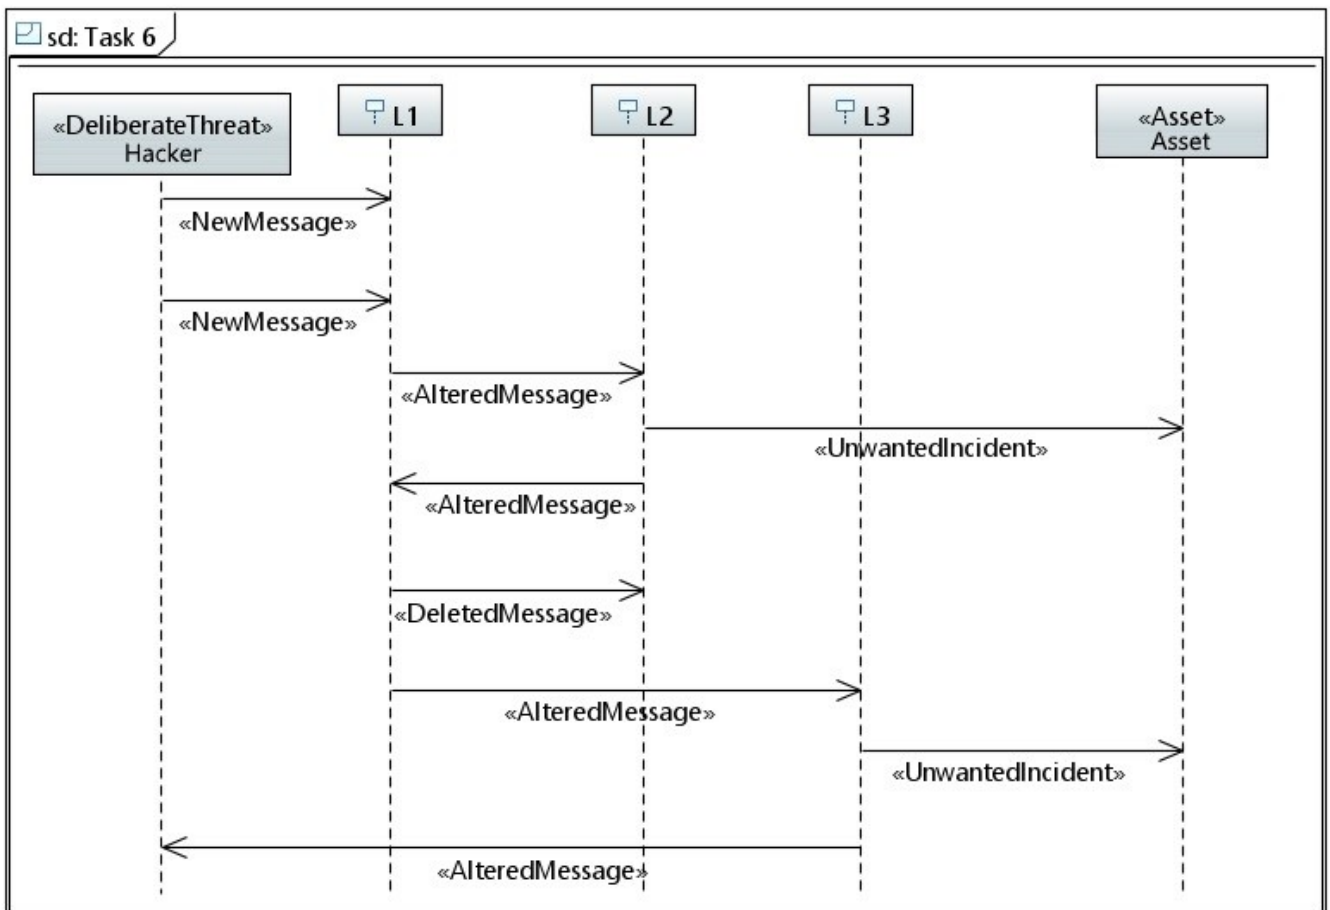 sd: Task 6
«DeliberateThreat»
Hacker
L1
L2
L3
«Asset»
Asset
«NewMessage»
«NewMessage»
«AlteredMessage»
«UnwantedIncident»
«AlteredMessage»
«DeletedMessage»
«AlteredMessage»
«UnwantedIncident»
«AlteredMessage»